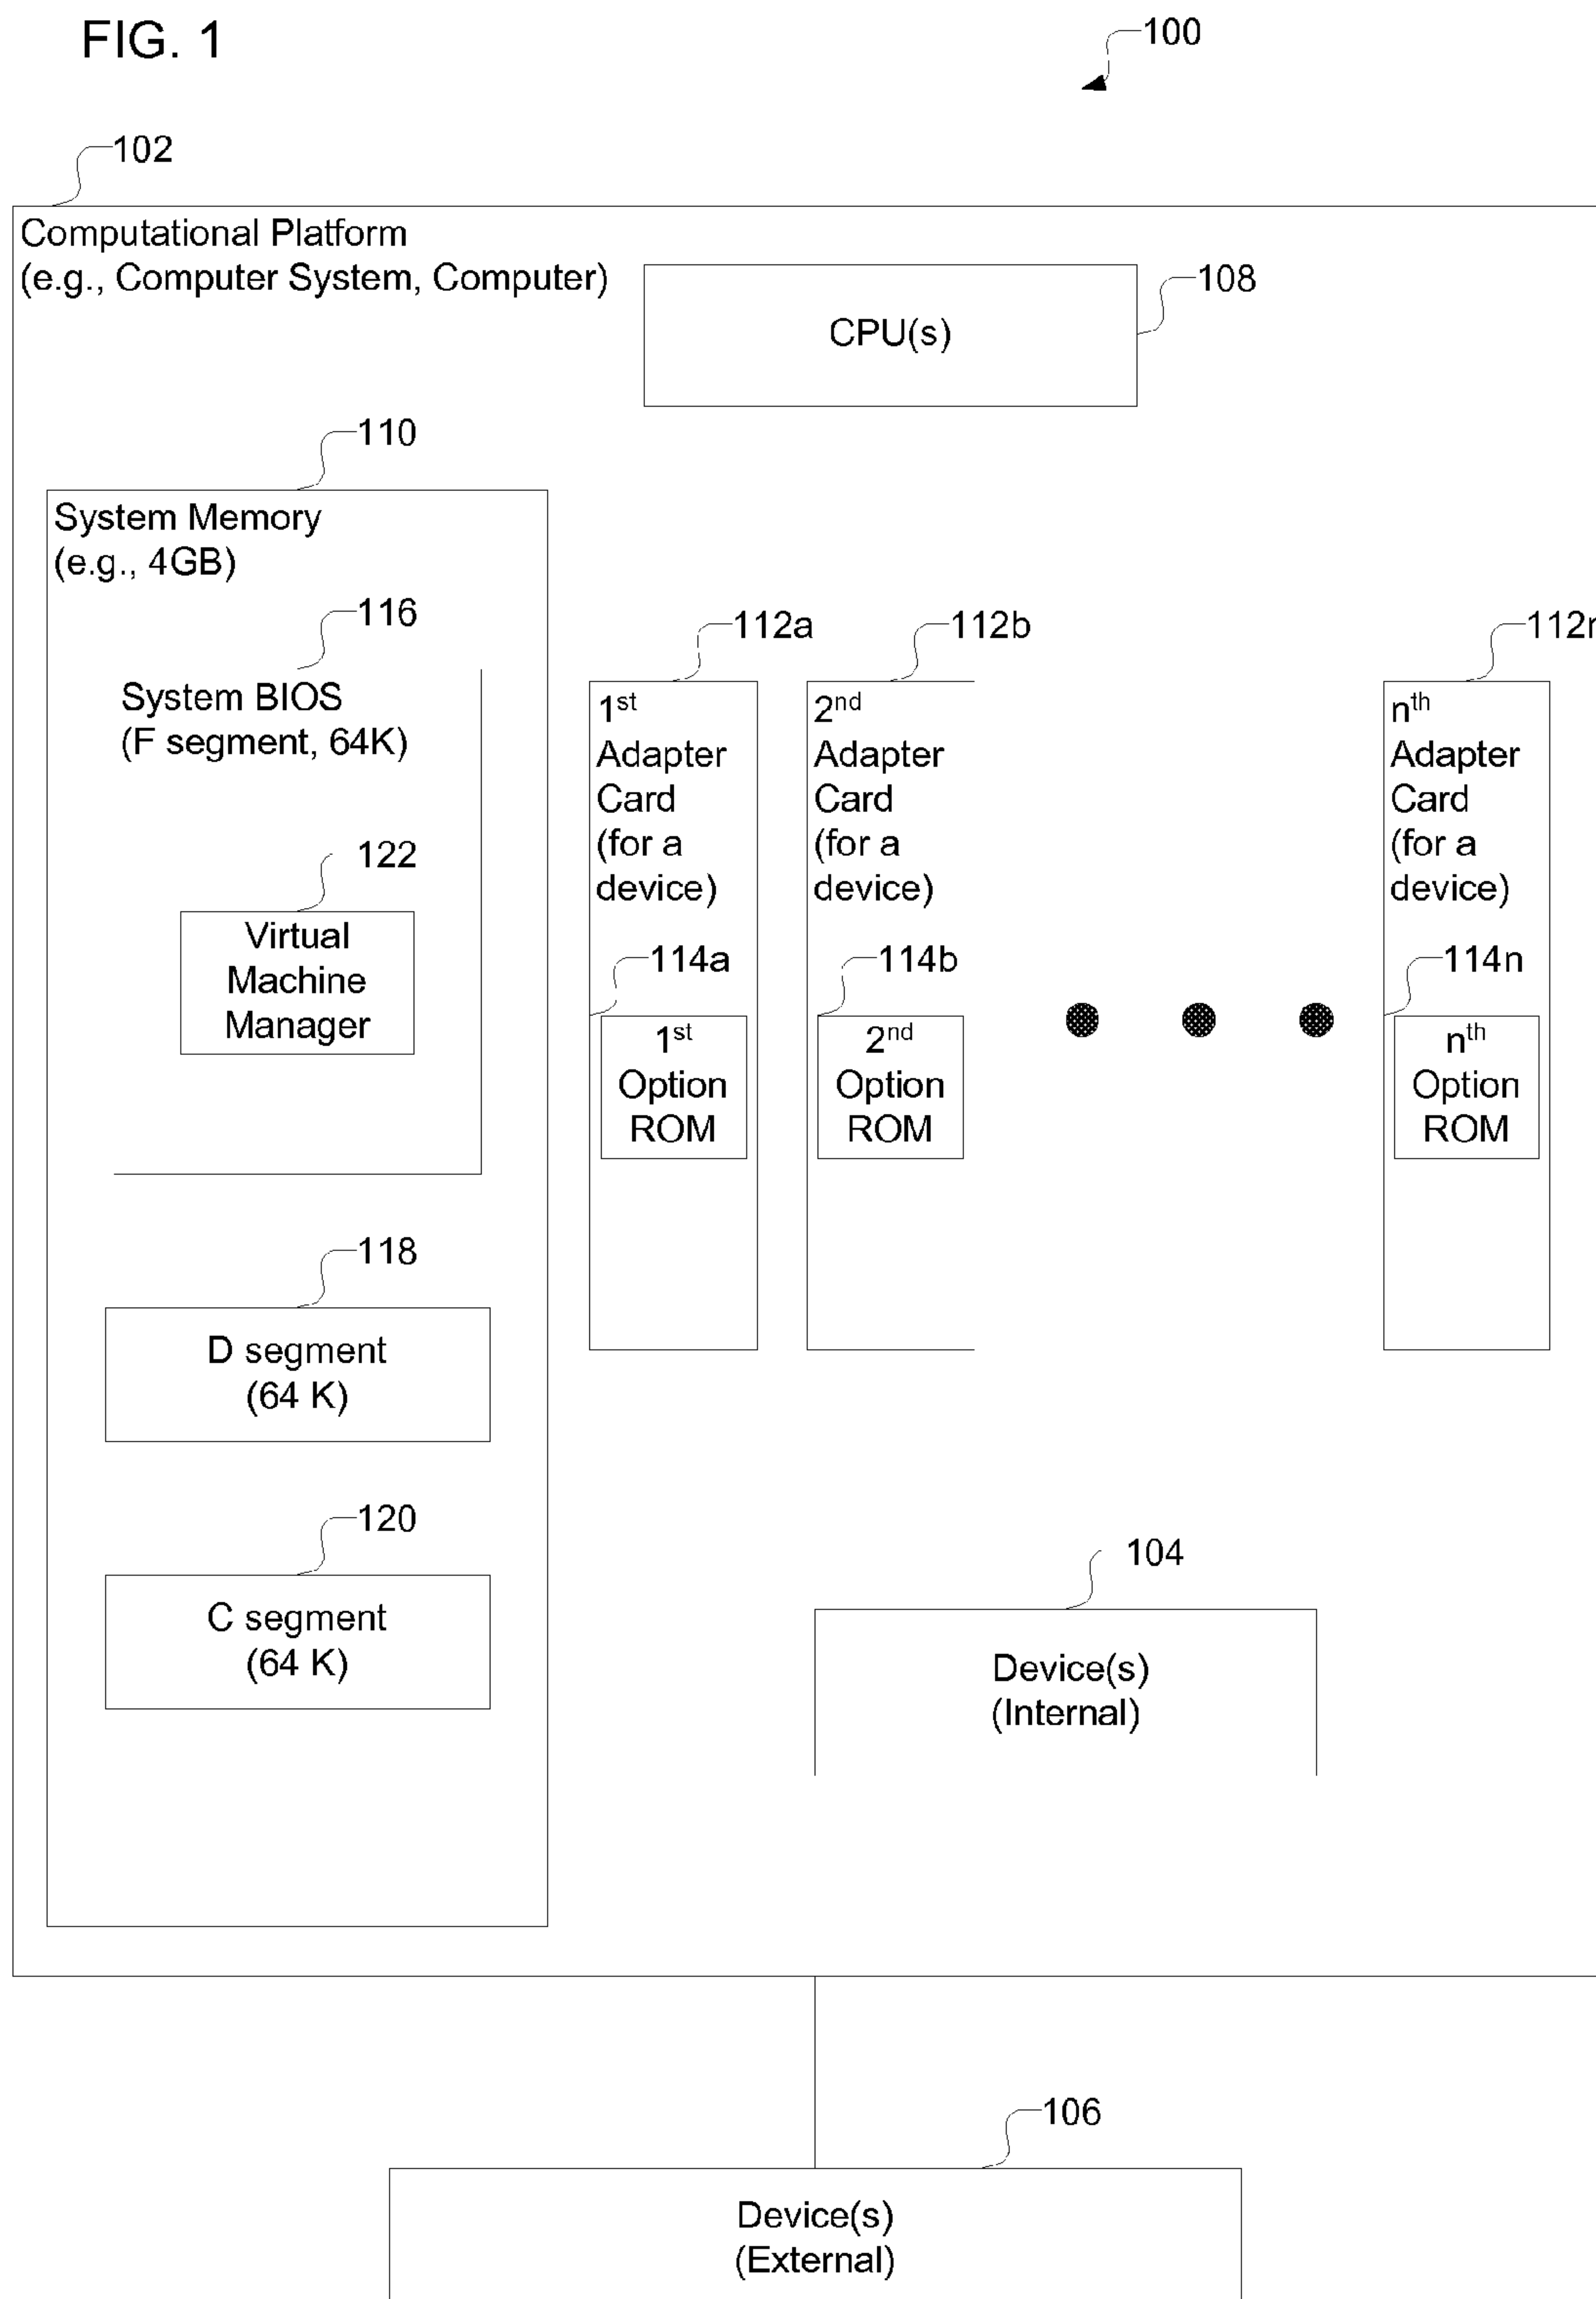 FIG. 1
100
102
Computational Platform
(e.g., Computer System, Computer)
108
CPU(s)
110
System Memory
(e.g., 4GB)
116
System BIOS
(F segment, 64K)
122
Virtual
Machine
Manager
118
D segment
(64 K)
120
C segment
(64 K)
112a
1st
Adapter
Card
(for a
device)
114a
1st
Option
ROM
112b
2nd
Adapter
Card
(for a
device)
114b
2nd
Option
ROM
112n
nth
Adapter
Card
(for a
device)
114n
nth
Option
ROM
104
Device(s)
(Internal)
106
Device(s)
(External)